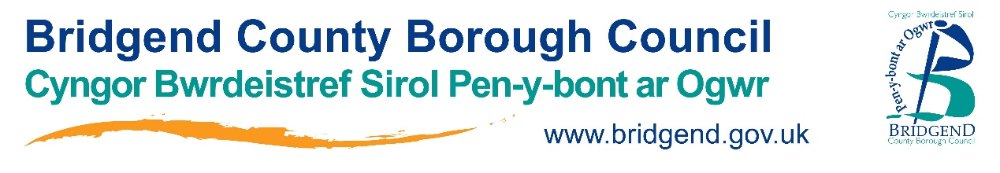 Bridgend County Borough Council
Cyngor Bwrdeistref Sirol Pen-y-bont ar Ogwr
www.bridgend.gov.uk
Cyngor Bwrdeistref Sirol
Pen-y-bont ar Ogwr
BRIDGEND
County Borough Council